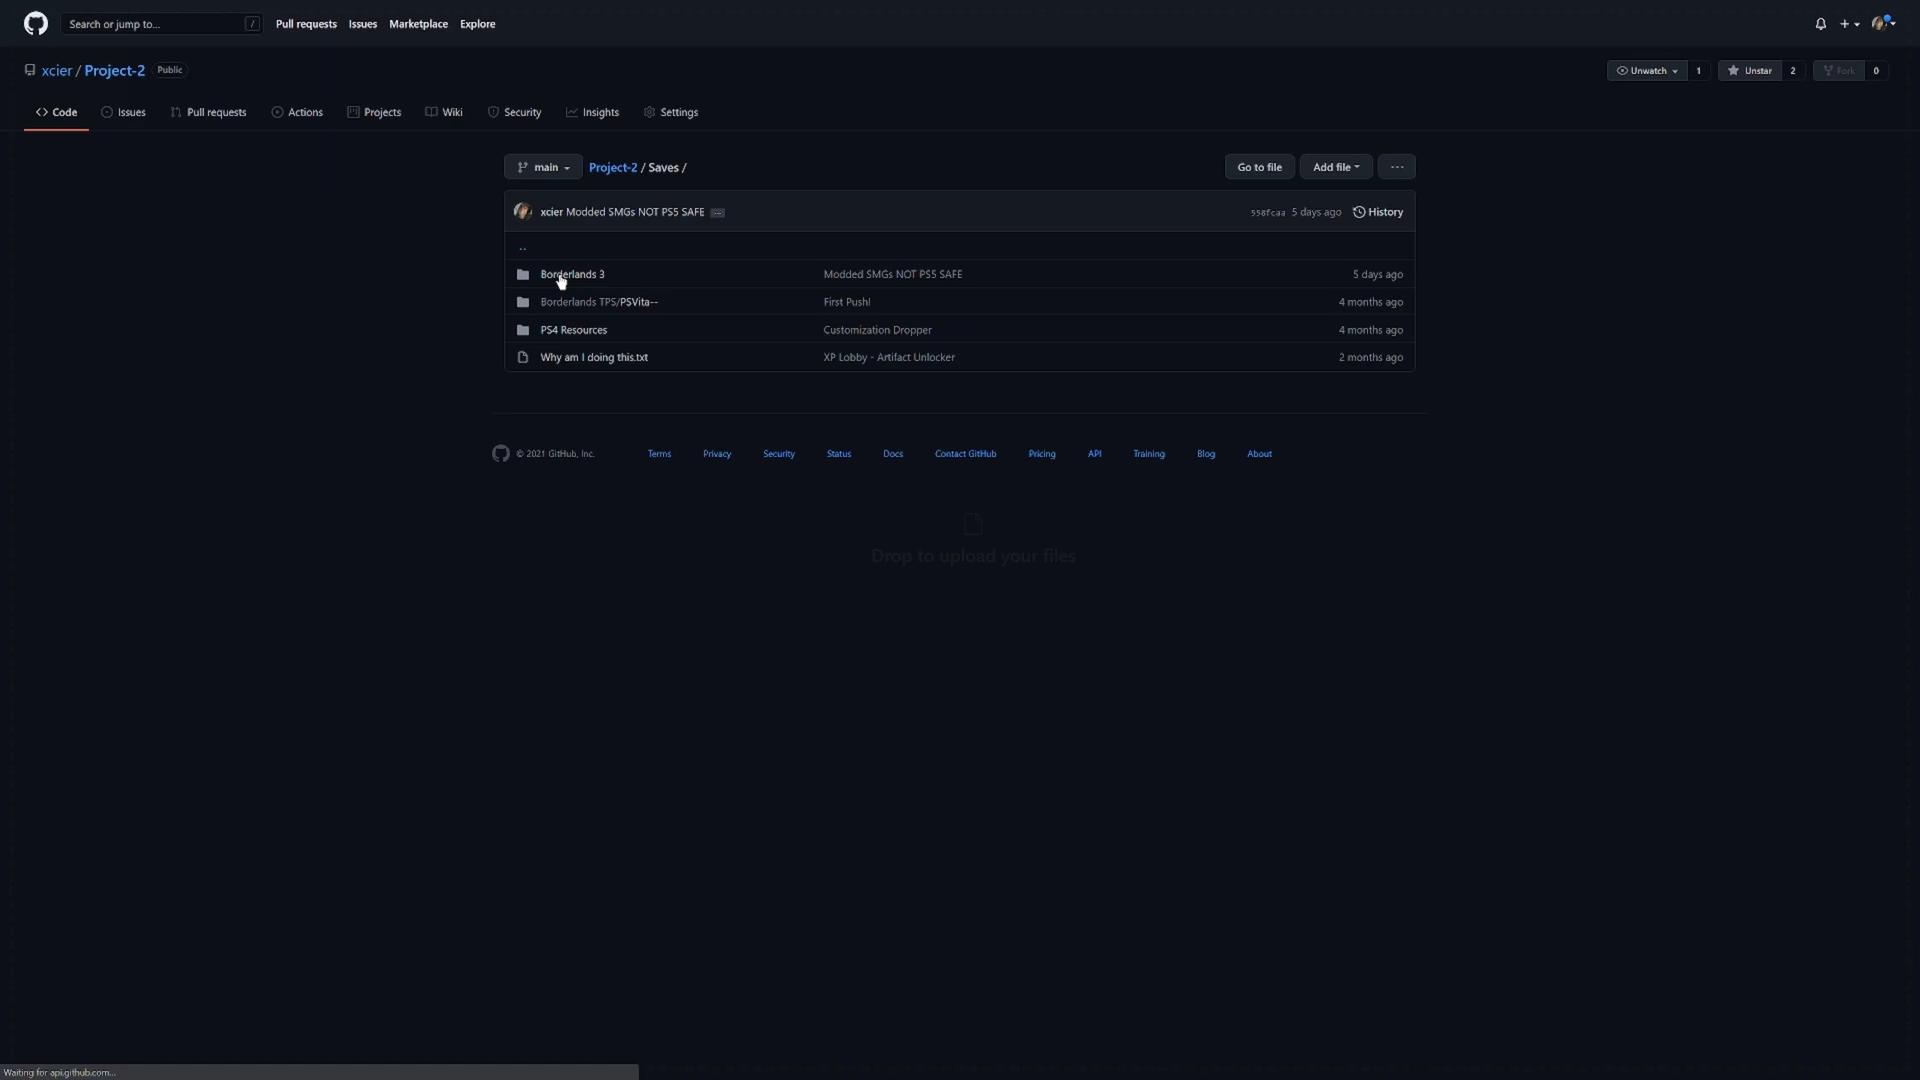 Search or jump to... / Pull requests Issues Marketplace Explore
xcier / Project-2 Public Unwatch 1 Unstar 2 Fork 0
Code Issues Pull requests Actions Projects Wiki Security Insights Settings
main Project-2 / Saves / Go to file Add file ...
xcier Modded SMGs NOT PS5 SAFE ... 558fcaa 5 days ago History
..
Borderlands 3 Modded SMGs NOT PS5 SAFE 5 days ago
Borderlands TPS/PSVita-- First Push! 4 months ago
PS4 Resources Customization Dropper 4 months ago
Why am I doing this.txt XP Lobby - Artifact Unlocker 2 months ago
© 2021 GitHub, Inc. Terms Privacy Security Status Docs Contact GitHub Pricing API Training Blog About
Drop to upload your files
Waiting for api.github.com...